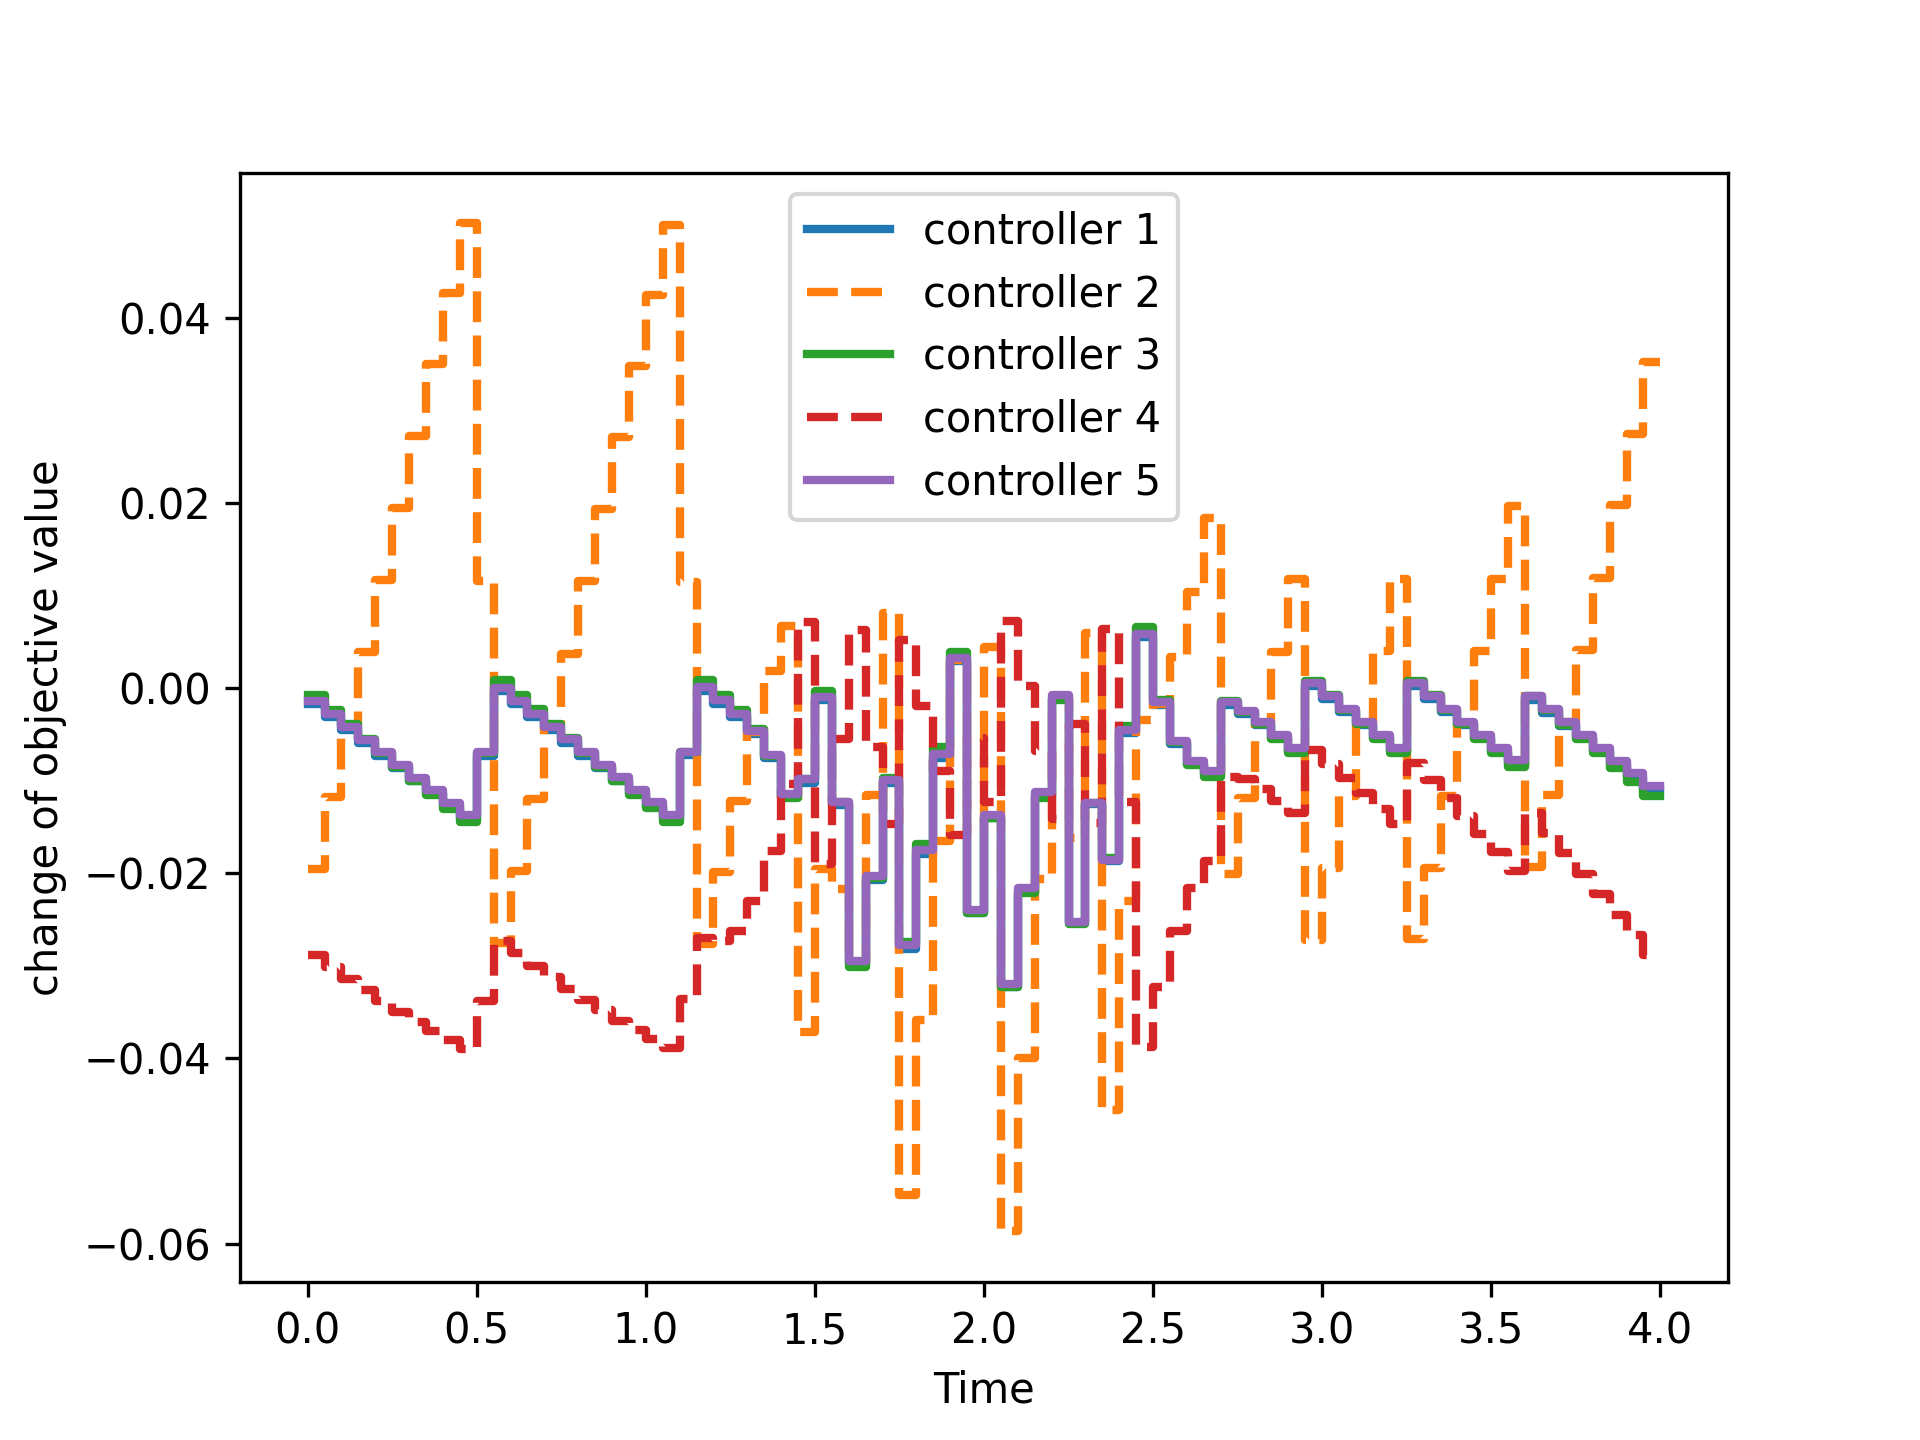 controller 1
controller 2
controller 3
controller 4
controller 5
change of objective value
0.04
0.02
0.00
−0.02
−0.04
−0.06
0.0 0.5 1.0 1.5 2.0 2.5 3.0 3.5 4.0
Time